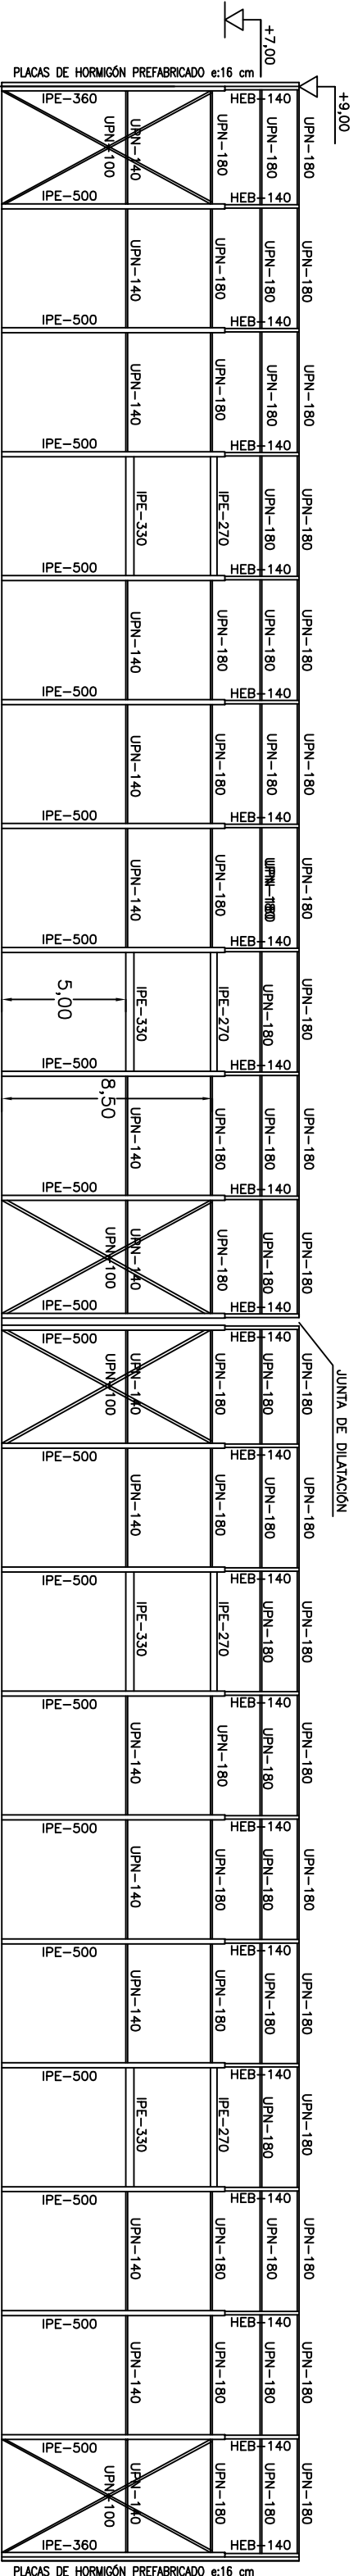 +7,00
+9,00
PLACAS DE HORMIGÓN PREFABRICADO e:16 cm
IPE-360 HEB-140
UPN-100 UPN-140 UPN-180 UPN-180 UPN-180
IPE-500 HEB-140
UPN-140 UPN-180 UPN-180 UPN-180
IPE-500 HEB-140
UPN-140 UPN-180 UPN-180 UPN-180
IPE-500 HEB-140
IPE-330 IPE-270 UPN-180 UPN-180
IPE-500 HEB-140
UPN-140 UPN-180 UPN-180 UPN-180
IPE-500 HEB-140
UPN-140 UPN-180 UPN-180 UPN-180
IPE-500 HEB-140
UPN-140 UPN-180 UPN-180
IPE-500 HEB-140
5,00 IPE-330 IPE-270 UPN-180 UPN-180
IPE-500 HEB-140
8,50 UPN-140 UPN-180 UPN-180 UPN-180
IPE-500 HEB-140
UPN-100 UPN-140 UPN-180 UPN-180 UPN-180
IPE-500 HEB-140
JUNTA DE DILATACIÓN
IPE-500 HEB-140
UPN-100 UPN-140 UPN-180 UPN-180 UPN-180
IPE-500 HEB-140
UPN-140 UPN-180 UPN-180 UPN-180
IPE-500 HEB-140
IPE-330 IPE-270 UPN-180 UPN-180
IPE-500 HEB-140
UPN-140 UPN-180 UPN-180 UPN-180
IPE-500 HEB-140
UPN-140 UPN-180 UPN-180 UPN-180
IPE-500 HEB-140
UPN-140 UPN-180 UPN-180 UPN-180
IPE-500 HEB-140
IPE-330 IPE-270 UPN-180 UPN-180
IPE-500 HEB-140
UPN-140 UPN-180 UPN-180 UPN-180
IPE-500 HEB-140
UPN-140 UPN-180 UPN-180 UPN-180
IPE-500 HEB-140
UPN-100 UPN-140 UPN-180 UPN-180 UPN-180
IPE-360 HEB-140
PLACAS DE HORMIGÓN PREFABRICADO e:16 cm